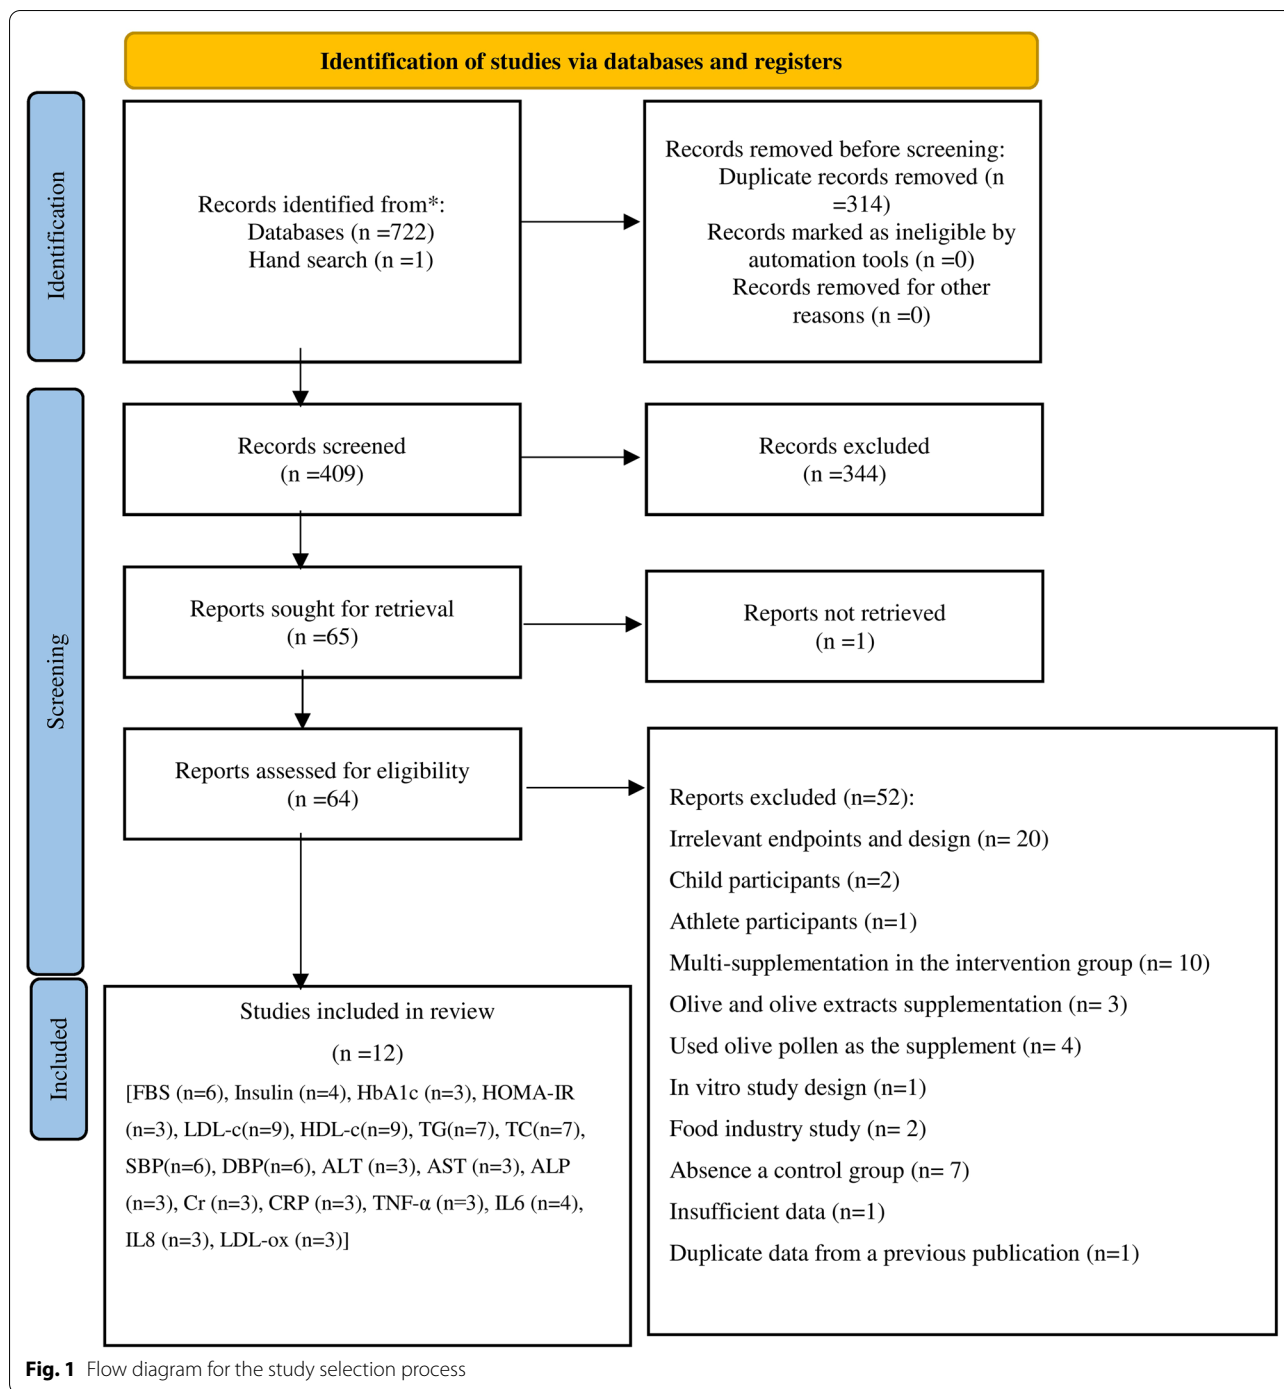 Identification of studies via databases and registers
Identification
Records identified from*:
Databases (n =722)
Hand search (n =1)
Records removed before screening:
Duplicate records removed (n
=314)
Records marked as ineligible by
automation tools (n =0)
Records removed for other
reasons (n =0)
Screening
Records screened
(n =409)
Records excluded
(n =344)
Reports sought for retrieval
(n =65)
Reports not retrieved
(n =1)
Reports assessed for eligibility
(n =64)
Reports excluded (n=52):
Irrelevant endpoints and design (n= 20)
Child participants (n=2)
Athlete participants (n=1)
Multi-supplementation in the intervention group (n= 10)
Olive and olive extracts supplementation (n= 3)
Used olive pollen as the supplement (n= 4)
In vitro study design (n=1)
Food industry study (n= 2)
Absence a control group (n= 7)
Insufficient data (n=1)
Duplicate data from a previous publication (n=1)
Included
Studies included in review
(n =12)
[FBS (n=6), Insulin (n=4), HbA1c (n=3), HOMA-IR
(n=3), LDL-c(n=9), HDL-c(n=9), TG(n=7), TC(n=7),
SBP(n=6), DBP(n=6), ALT (n=3), AST (n=3), ALP
(n=3), Cr (n=3), CRP (n=3), TNF-α (n=3), IL6 (n=4),
IL8 (n=3), LDL-ox (n=3)]
Fig. 1 Flow diagram for the study selection process